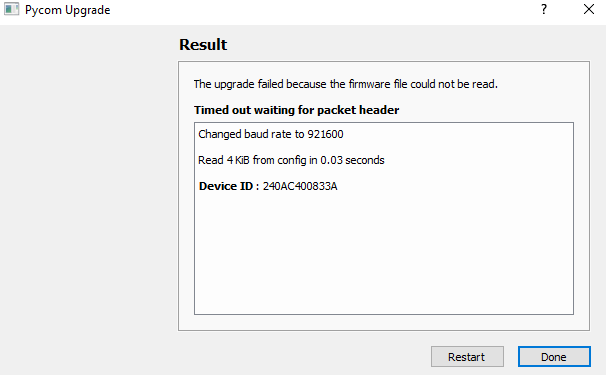 Pycom Upgrade
Result
The upgrade failed because the firmware file could not be read.
Timed out waiting for packet header
Changed baud rate to 921600
Read 4 KiB from config in 0.03 seconds
Device ID : 240AC400833A
Restart
Done